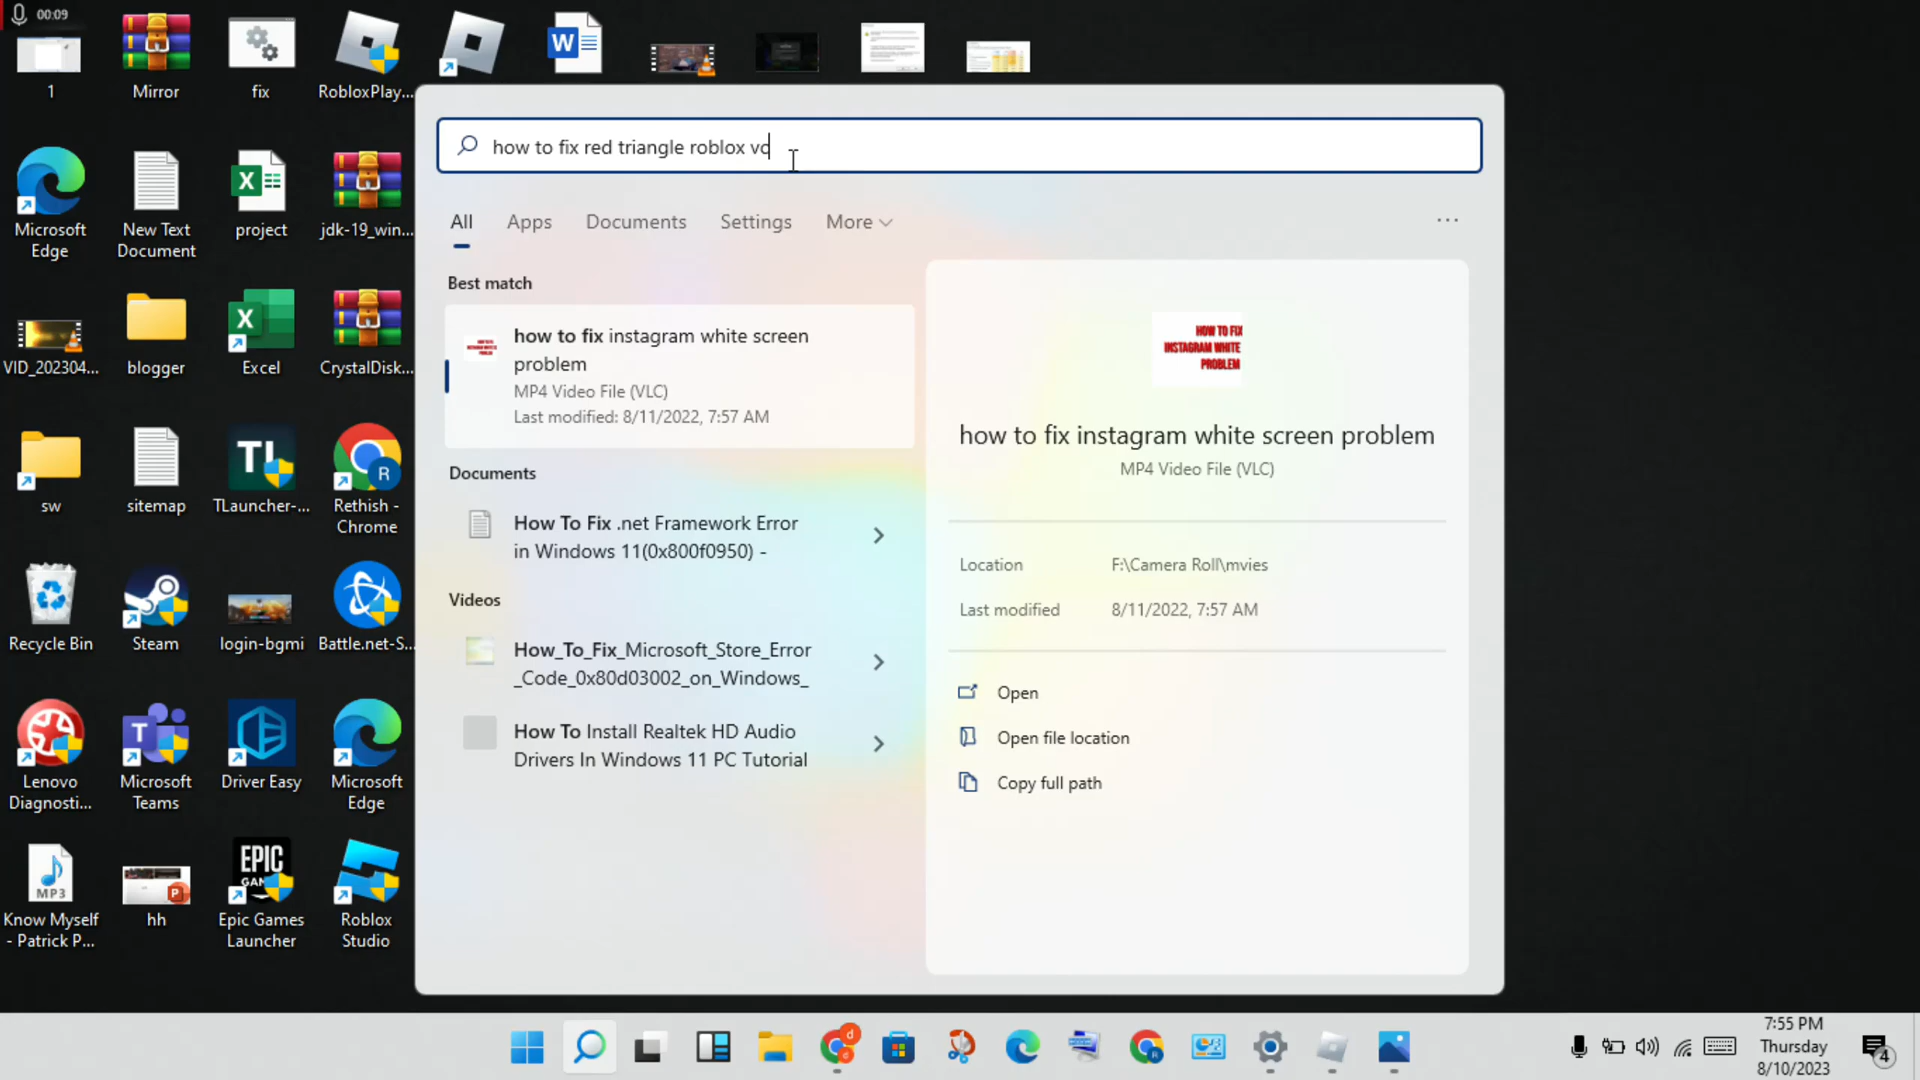 00:09
1
Mirror
fix
RobloxPlay...
how to fix red triangle roblox vc
All
Apps
Documents
Settings
More
Best match
how to fix instagram white screen
problem
MP4 Video File (VLC)
Last modified: 8/11/2022, 7:57 AM
Documents
How To Fix .net Framework Error
in Windows 11(0x800f0950) -
Videos
How_To_Fix_Microsoft_Store_Error
_Code_0x80d03002_on_Windows_
How To Install Realtek HD Audio
Drivers In Windows 11 PC Tutorial
HOW TO FIX
INSTAGRAM WHITE
PROBLEM
how to fix instagram white screen problem
MP4 Video File (VLC)
Location
F:\Camera Roll\mvies
Last modified
8/11/2022, 7:57 AM
Open
Open file location
Copy full path
Microsoft
Edge
New Text
Document
project
jdk-19_win...
VID_202304...
blogger
Excel
CrystalDisk...
sw
sitemap
TLauncher-...
Rethish -
Chrome
Recycle Bin
Steam
login-bgmi
Battle.net-S...
Lenovo
Diagnosti...
Microsoft
Teams
Driver Easy
Microsoft
Edge
MP3
EPIC
GAMES
Know Myself
- Patrick P...
hh
Epic Games
Launcher
Roblox
Studio
7:55 PM
Thursday
8/10/2023
4